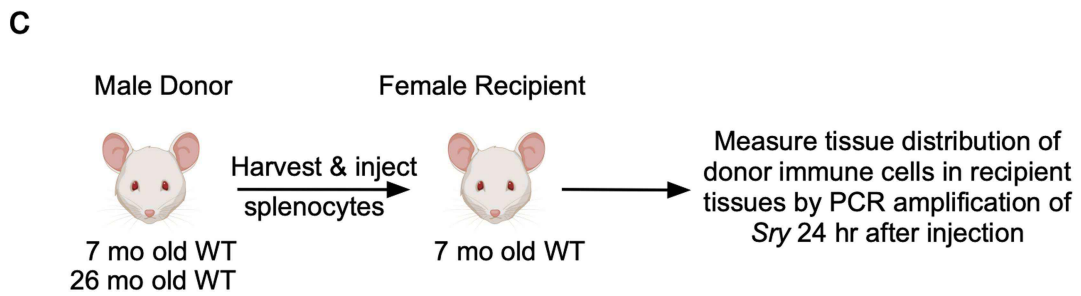 C
Male Donor
Female Recipient
Harvest & inject
splenocytes
7 mo old WT
26 mo old WT
7 mo old WT
Measure tissue distribution of
donor immune cells in recipient
tissues by PCR amplification of
Sry 24 hr after injection